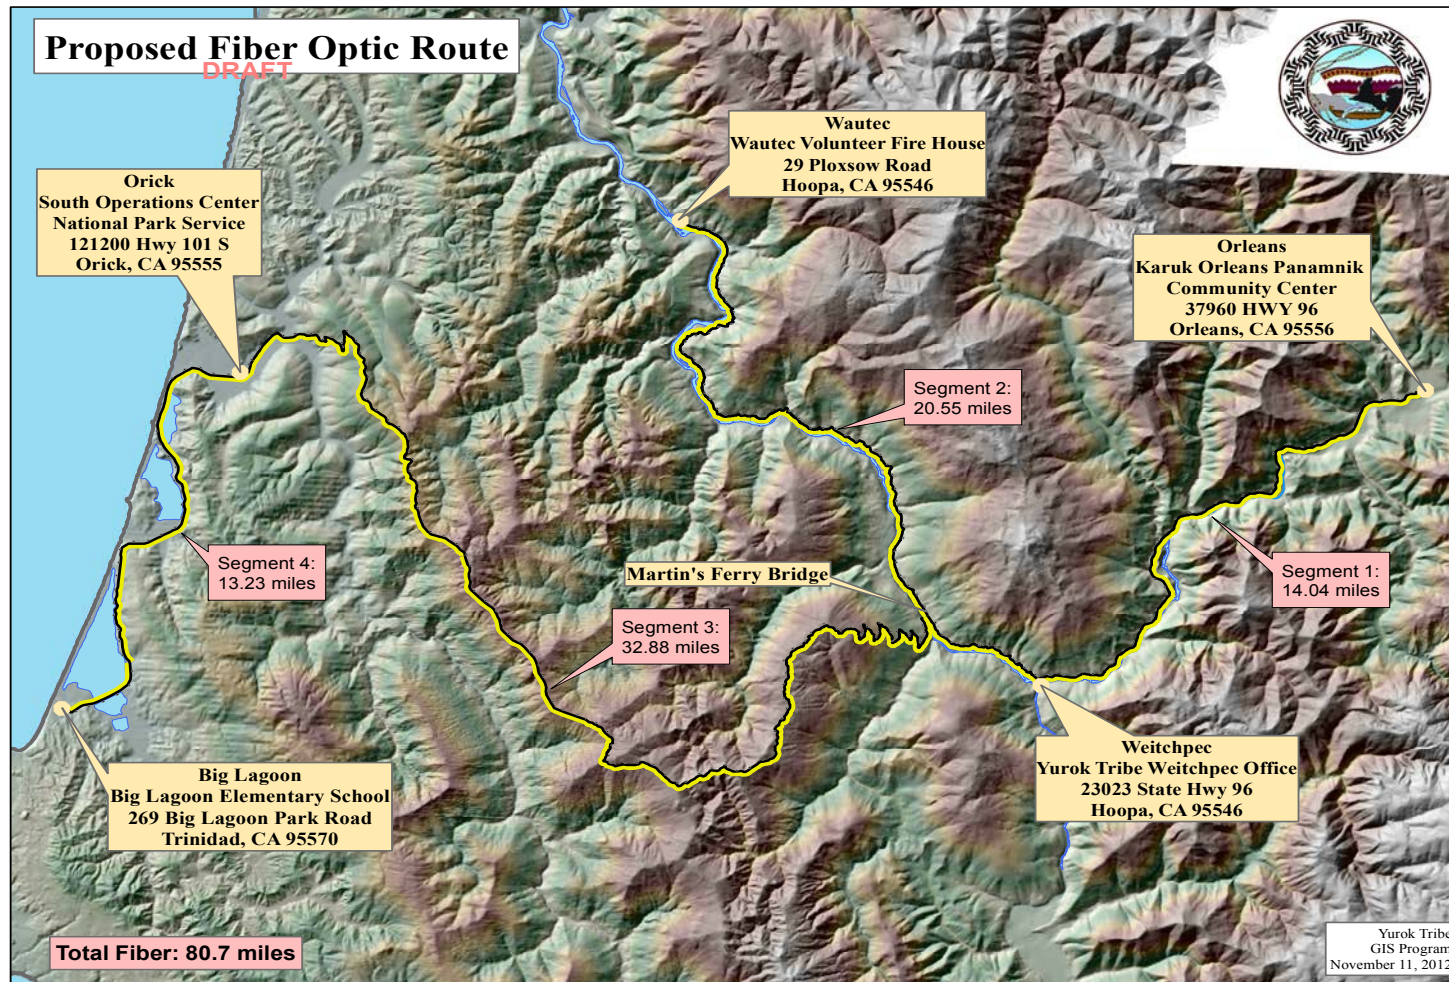 Proposed Fiber Optic Route
DRAFT
Wautec
Wautec Volunteer Fire House
29 Ploxsow Road
Hoopa, CA 95546
Orick
South Operations Center
National Park Service
121200 Hwy 101 S
Orick, CA 95555
Orleans
Karuk Orleans Panamnik
Community Center
37960 HWY 96
Orleans, CA 95556
Segment 2:
20.55 miles
Segment 4:
13.23 miles
Martin's Ferry Bridge
Segment 1:
14.04 miles
Segment 3:
32.88 miles
Weitchpec
Yurok Tribe Weitchpec Office
23023 State Hwy 96
Hoopa, CA 95546
Big Lagoon
Big Lagoon Elementary School
269 Big Lagoon Park Road
Trinidad, CA 95570
Total Fiber: 80.7 miles
Yurok Tribe
GIS Program
November 11, 2012